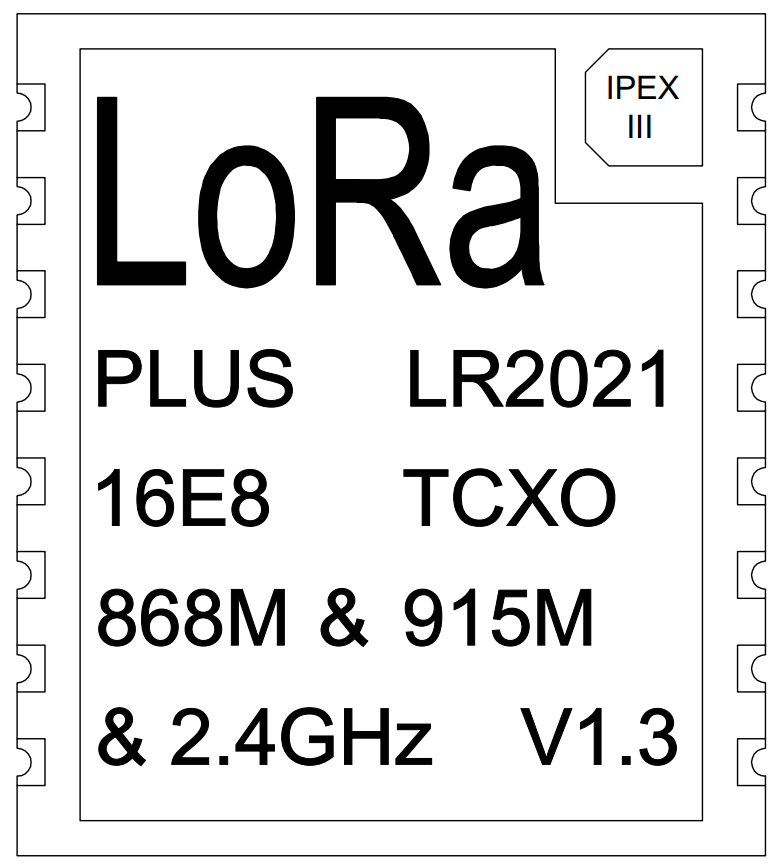 IPEX
III
LoRa
PLUS LR2021
16E8 TCXO
868M & 915M
& 2.4GHz V1.3